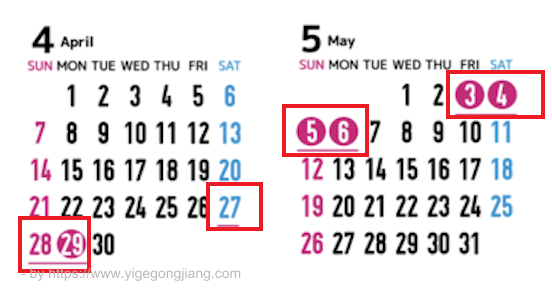 4 April
SUN MON TUE WED THU FRI SAT
1 2 3 4 5 6
7 8 9 10 11 12 13
14 15 16 17 18 19 20
21 22 23 24 25 26 27
28 29 30
5 May
SUN MON TUE WED THU FRI SAT
1 2 3 4
5 6 7 8 9 10 11
12 13 14 15 16 17 18
19 20 21 22 23 24 25
26 27 28 29 30 31
- by https://www.yigegongjiang.com